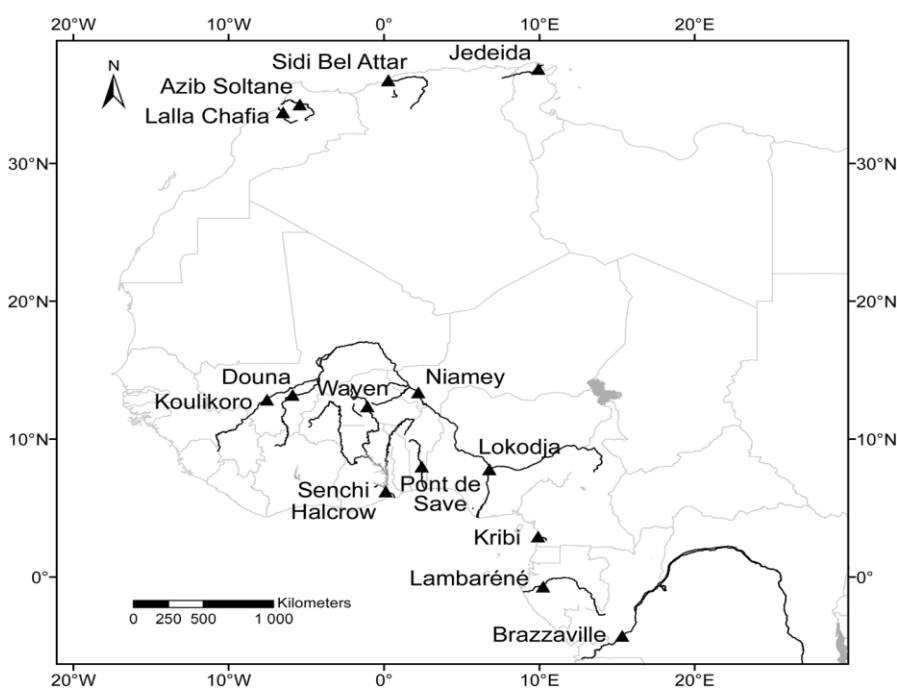 20°W 10°W 0° 10°E 20°E
N
Jedeida
Sidi Bel Attar
Azib Soltane
Lalla Chafia
30°N 30°N
20°N 20°N
Douna
Wayen
Niamey
Koulikoro
10°N 10°N
Lokodja
Senchi
Halcrow
Pont de
Save
Kribi
0° 0°
Lambaréné
Kilometers
0 250 500 1 000
Brazzaville
20°W 10°W 0° 10°E 20°E